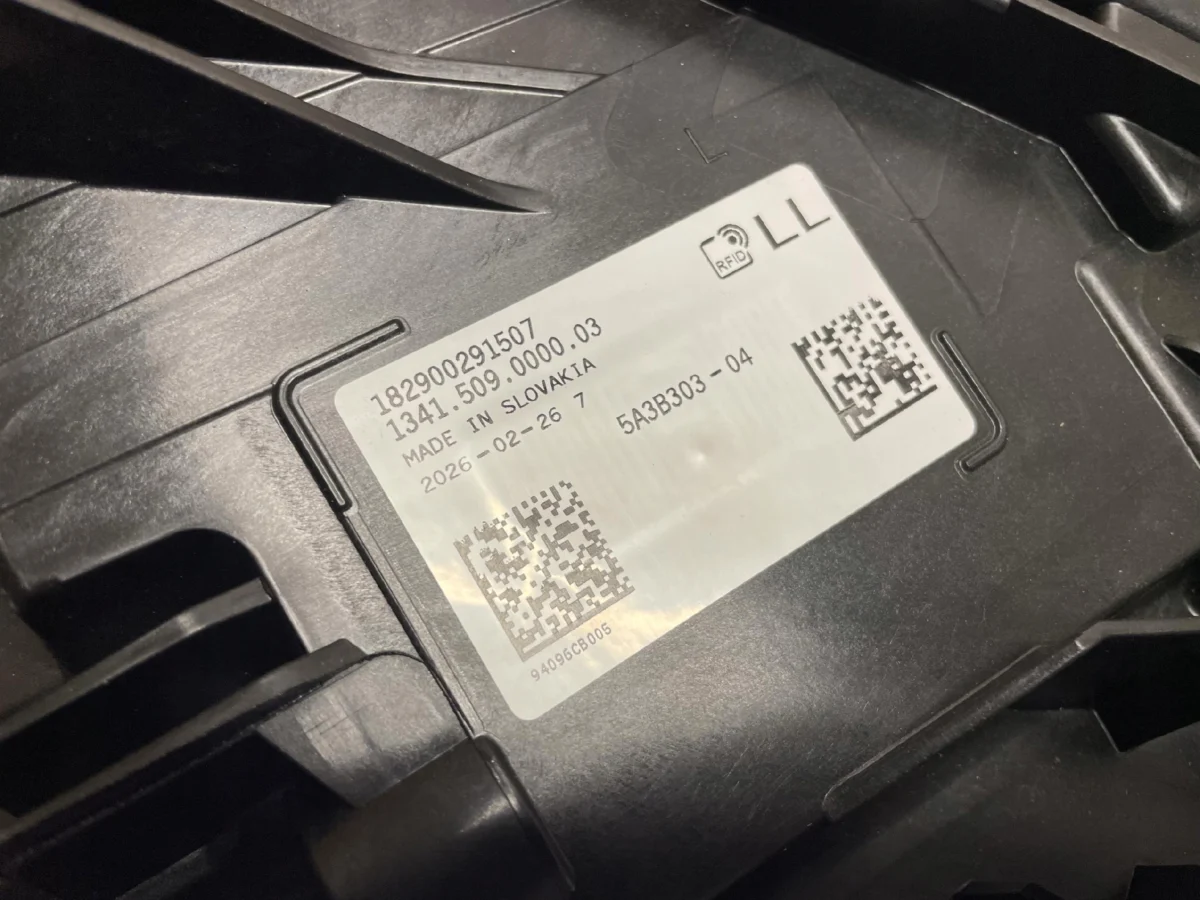 L
RFID
LL
182900291507
1341.509.0000.03
MADE IN SLOVAKIA
2026-02-26 7
5A3B303-04
94096CB005